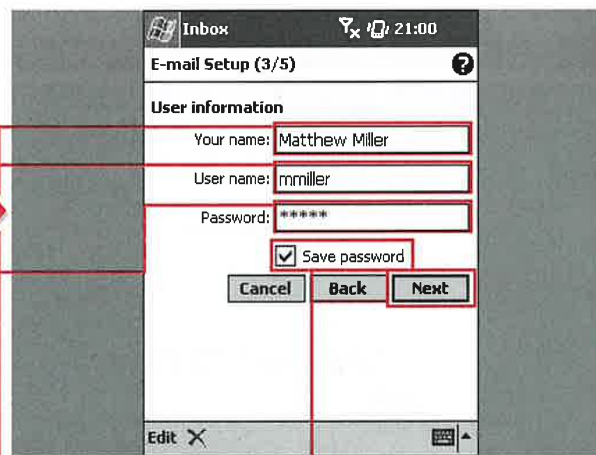 Inbox 21:00
E-mail Setup (3/5) ?
User information
Your name: Matthew Miller
User name: mmiller
Password: *****
Save password
Cancel Back Next
Edit